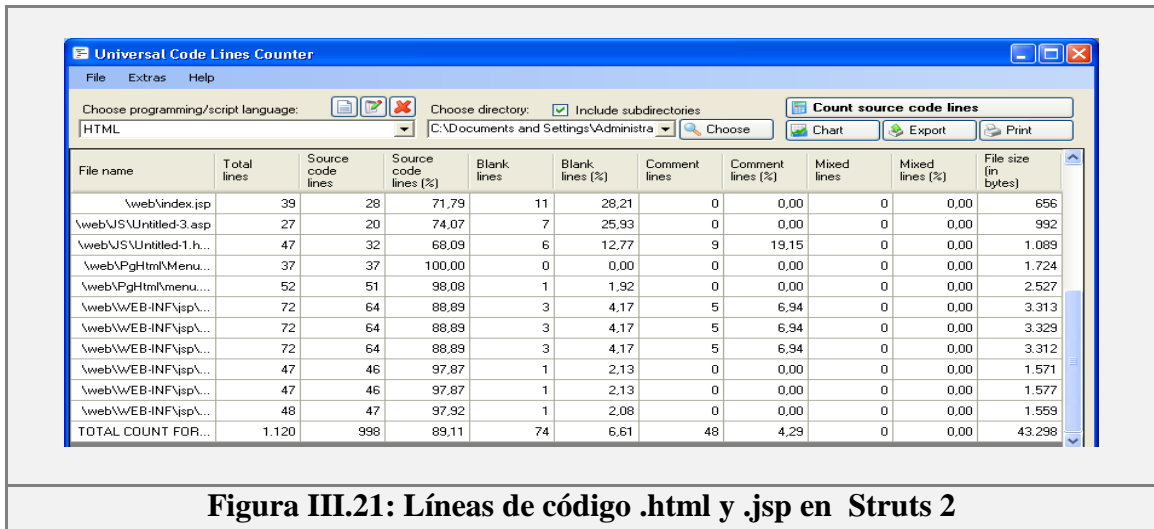 Universal Code Lines Counter
File Extras Help
Choose programming/script language: Choose directory: Include subdirectories Count source code lines
HTML C:\Documents and Settings\Administra Choose Chart Export Print
File name Total lines Source code lines Source code lines (%) Blank lines Blank lines (%) Comment lines Comment lines (%) Mixed lines Mixed lines (%) File size (in bytes)
\web\index.jsp 39 28 71,79 11 28,21 0 0,00 0 0,00 656
\web\JS\Untitled-3.asp 27 20 74,07 7 25,93 0 0,00 0 0,00 992
\web\JS\Untitled-1.h... 47 32 68,09 6 12,77 9 19,15 0 0,00 1.089
\web\PgHtml\Menu... 37 37 100,00 0 0,00 0 0,00 0 0,00 1.724
\web\PgHtml\menu.... 52 51 98,08 1 1,92 0 0,00 0 0,00 2.527
\web\WEB-INF\jsp\... 72 64 88,89 3 4,17 5 6,94 0 0,00 3.313
\web\WEB-INF\jsp\... 72 64 88,89 3 4,17 5 6,94 0 0,00 3.329
\web\WEB-INF\jsp\... 72 64 88,89 3 4,17 5 6,94 0 0,00 3.312
\web\WEB-INF\jsp\... 47 46 97,87 1 2,13 0 0,00 0 0,00 1.571
\web\WEB-INF\jsp\... 47 46 97,87 1 2,13 0 0,00 0 0,00 1.577
\web\WEB-INF\jsp\... 48 47 97,92 1 2,08 0 0,00 0 0,00 1.559
TOTAL COUNT FOR... 1.120 998 89,11 74 6,61 48 4,29 0 0,00 43.298
Figura III.21: Líneas de código .html y .jsp en Struts 2